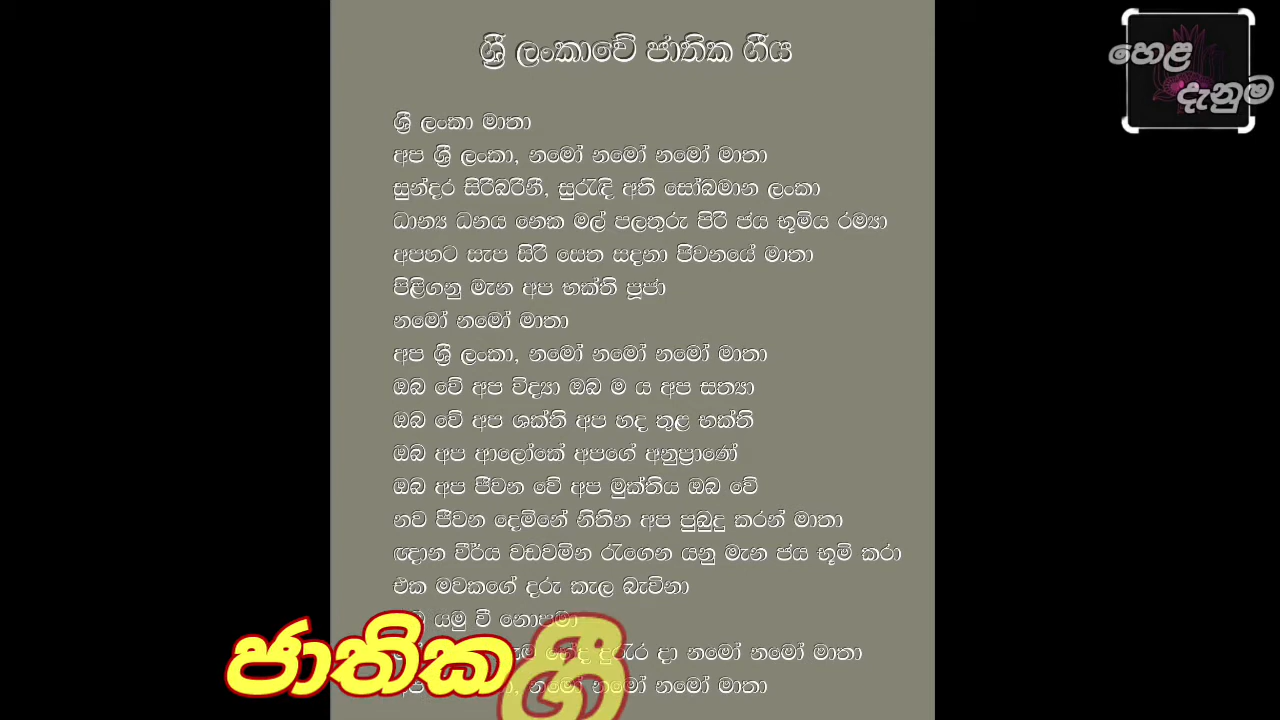 ශ්‍රී ලංකාවේ ජාතික ගීය
හෙළ
දැනුම
ශ්‍රී ලංකා මාතා
අප ශ්‍රී ලංකා, නමෝ නමෝ නමෝ මාතා
සුන්දර සිරිබරිනී, සුරැඳි අති සෝබමාන ලංකා
ධාන්‍ය ධනය නෙක මල් පලතුරු පිරි ජය භූමිය රම්‍යා
අපහට සැප සිරි සෙත සදනා ජිවනයේ මාතා
පිළිගනු මැන අප භක්ති පූජා
නමෝ නමෝ මාතා
අප ශ්‍රී ලංකා, නමෝ නමෝ නමෝ මාතා
ඔබ වේ අප විද්‍යා ඔබ ම ය අප සත්‍යා
ඔබ වේ අප ශක්ති අප හද තුළ භක්ති
ඔබ අප ආලෝකේ අපගේ අනුප්‍රාණේ
ඔබ අප ජීවන වේ අප මුක්තිය ඔබ වේ
නව ජීවන දෙමිනේ නිතින අප පුබුදු කරන් මාතා
ඥාන වීර්ය වඩවමින රැගෙන යනු මැන ජය භූමි කරා
එක මවකගේ දරු කැල බැවිනා
යමු වී නොපමා
භේද දුරැර දා නමෝ නමෝ මාතා
අප නමෝ නමෝ නමෝ මාතා
ජාතික ගී